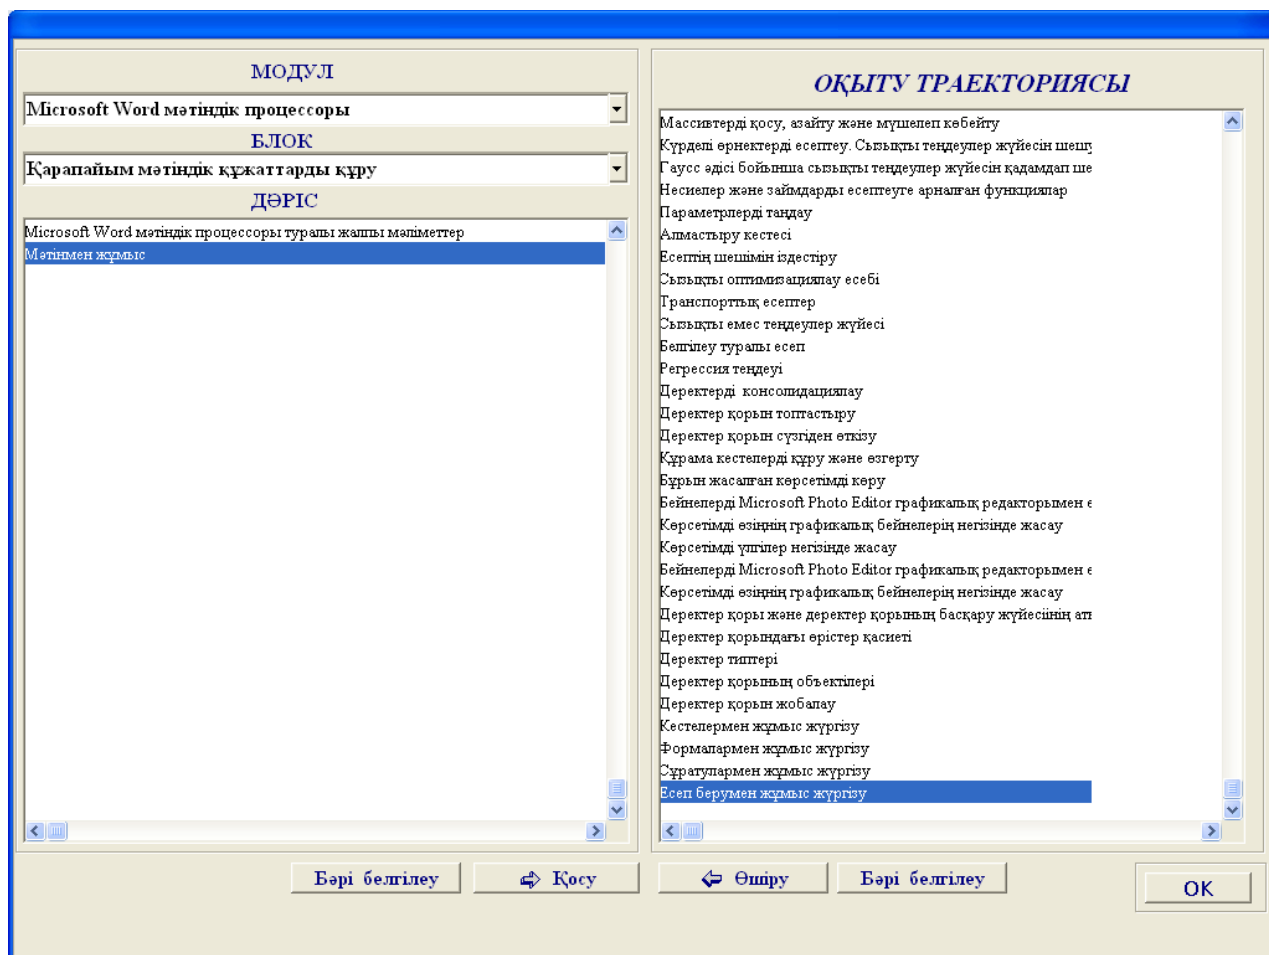 МОДУЛ
Microsoft Word мәтіндік процессоры
БЛОК
Қарапайым мәтіндік құжаттарды құру
ДӘРІС
Microsoft Word мәтіндік процессоры туралы жалпы мәліметтер
Мәтінмен жұмыс
ОҚЫТУ ТРАЕКТОРИЯСЫ
Массивтерді қосу, азайту және мүшелеп көбейту
Күрделі өрнектерді есептеу. Сызықты теңдеулер жүйесін шешу
Гаусс әдісі бойынша сызықты теңдеулер жүйесін қадамдап ше
Несиелер және займдарды есептеуге арналған функциялар
Параметрлерді таңдау
Алмастыру кестесі
Есептің шешімін іздестіру
Сызықты оптимизациялау есебі
Транспорттық есептер
Сызықты емес теңдеулер жүйесі
Белгілеу туралы есеп
Регрессия теңдеуі
Деректерді консолидациялау
Деректер қорын топтастыру
Деректер қорын сүзгіден өткізу
Құрама кестелерді құру және өзгерту
Бұрын жасалған көрсетімді көру
Бейнелерді Microsoft Photo Editor графикалық редакторымен ө
Көрсетімді өзіңнің графикалық бейнелерің негізінде жасау
Көрсетімді үлгілер негізінде жасау
Бейнелерді Microsoft Photo Editor графикалық редакторымен ө
Көрсетімді өзіңнің графикалық бейнелерің негізінде жасау
Деректер қоры және деректер қорының басқару жүйесіінің атқ
Деректер қорындағы өрістер қасиеті
Деректер типтері
Деректер қорының объектілері
Деректер қорын жобалау
Кестелермен жұмыс жүргізу
Формалармен жұмыс жүргізу
Сұратулармен жұмыс жүргізу
Есеп берумен жұмыс жүргізу
Бәрі белгілеу
Қосу
Өшіру
Бәрі белгілеу
OK